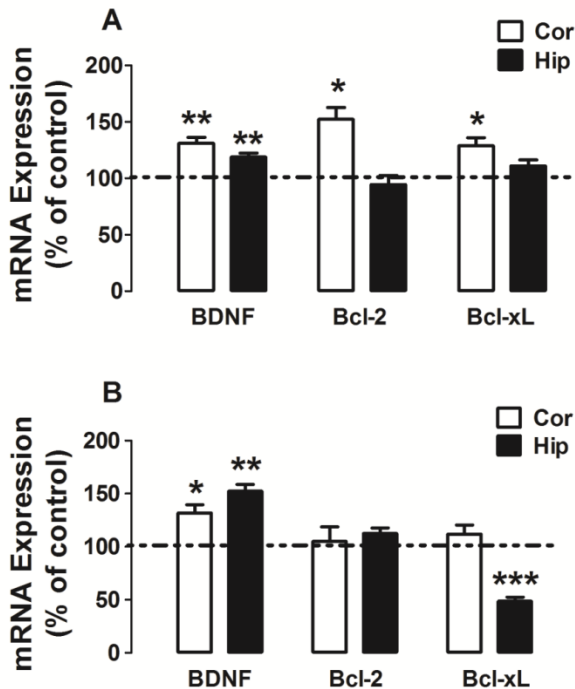 A
Cor
Hip
mRNA Expression
(% of control)
200
150
100
50
0
**
**
*
*
BDNF
Bcl-2
Bcl-xL
B
Cor
Hip
mRNA Expression
(% of control)
200
150
100
50
0
*
**
***
BDNF
Bcl-2
Bcl-xL